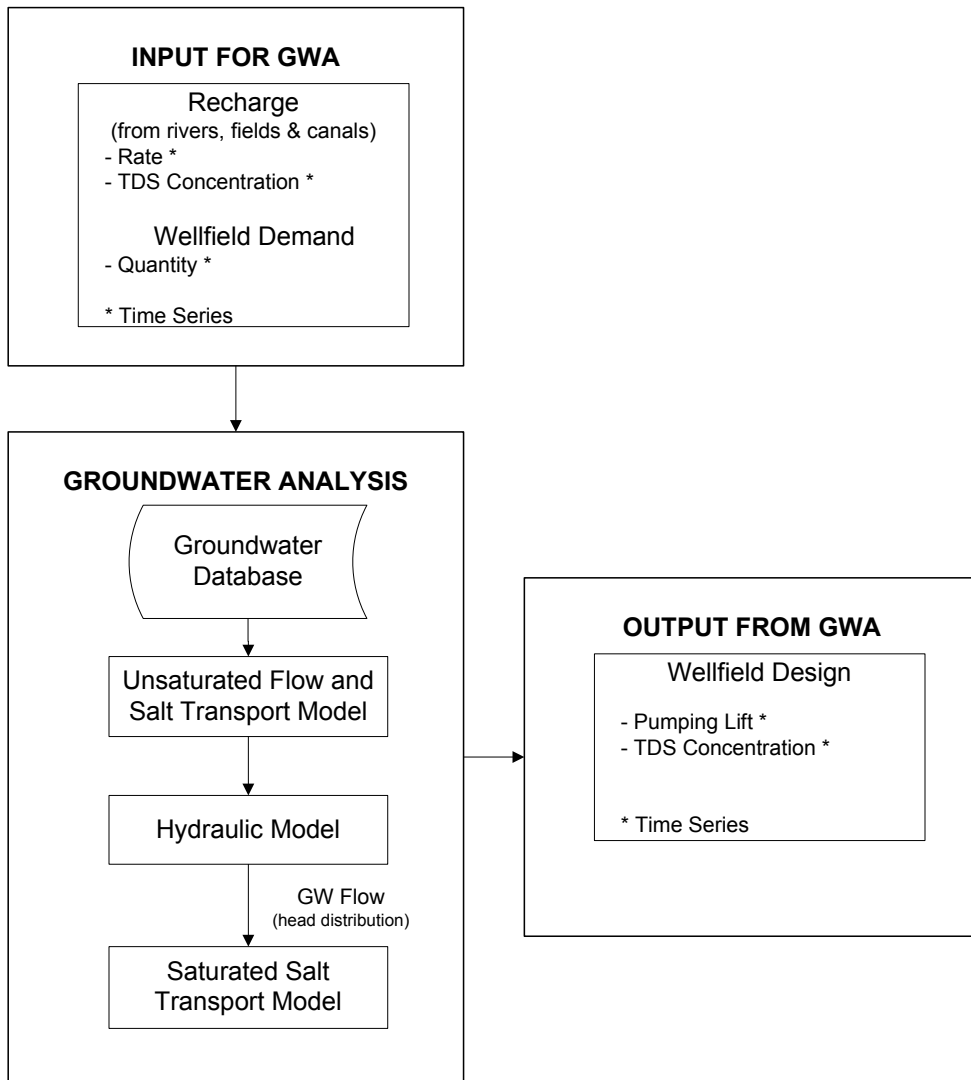 INPUT FOR GWA
Recharge
(from rivers, fields & canals)
- Rate *
- TDS Concentration *
Wellfield Demand
- Quantity *
* Time Series
GROUNDWATER ANALYSIS
Groundwater
Database
Unsaturated Flow and
Salt Transport Model
Hydraulic Model
GW Flow
(head distribution)
Saturated Salt
Transport Model
OUTPUT FROM GWA
Wellfield Design
- Pumping Lift *
- TDS Concentration *
* Time Series